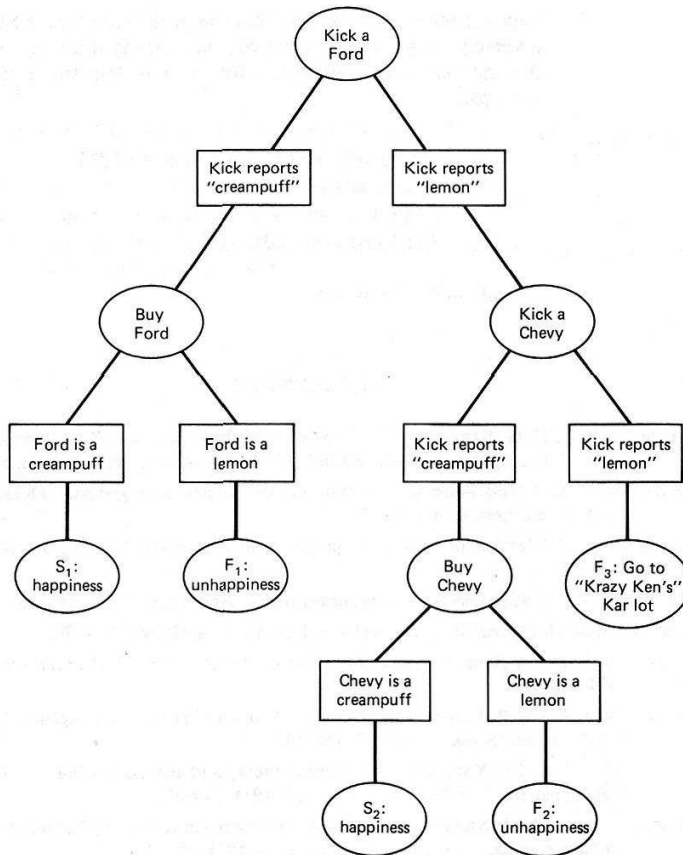 Kick a
Ford
Kick reports
"creampuff"
Kick reports
"lemon"
Buy
Ford
Kick a
Chevy
Ford is a
creampuff
Ford is a
lemon
Kick reports
"creampuff"
Kick reports
"lemon"
S₁:
happiness
F₁:
unhappiness
Buy
Chevy
F₃: Go to
"Krazy Ken's"
Kar lot
Chevy is a
creampuff
Chevy is a
lemon
S₂:
happiness
F₂:
unhappiness